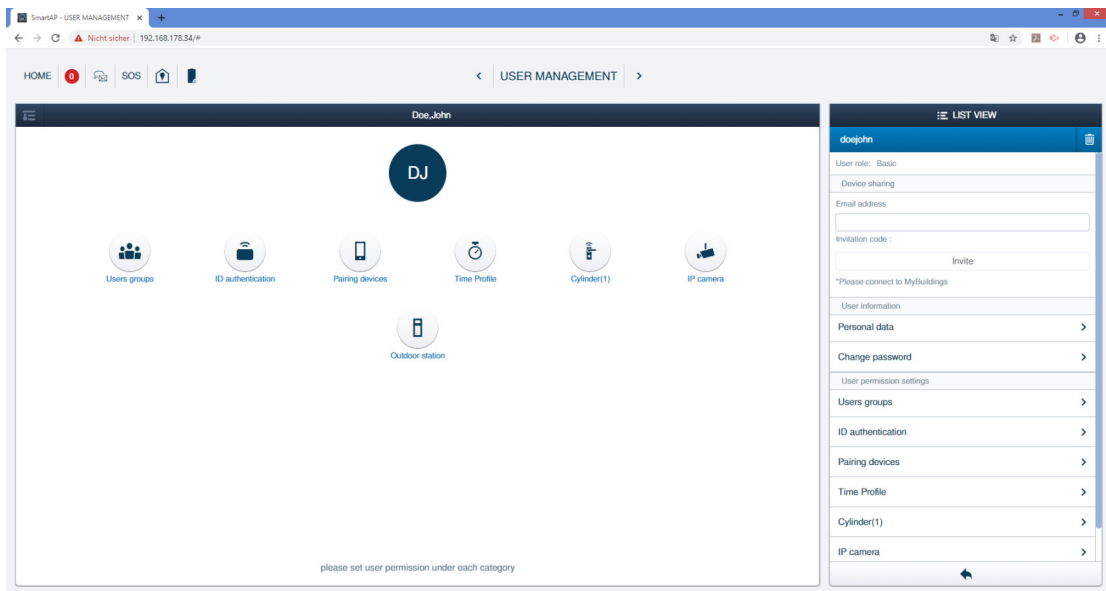 SmartAP - USER MANAGEMENT
Nicht sicher | 192.168.178.34/#
HOME 0 SOS
USER MANAGEMENT
Doe,John
DJ
Users groups
ID authentication
Pairing devices
Time Profile
Cylinder(1)
IP camera
Outdoor station
please set user permission under each category
LIST VIEW
doejohn
User role: Basic
Device sharing
Email address
Invitation code :
Invite
*Please connect to MyBuildings
User information
Personal data
Change password
User permission settings
Users groups
ID authentication
Pairing devices
Time Profile
Cylinder(1)
IP camera